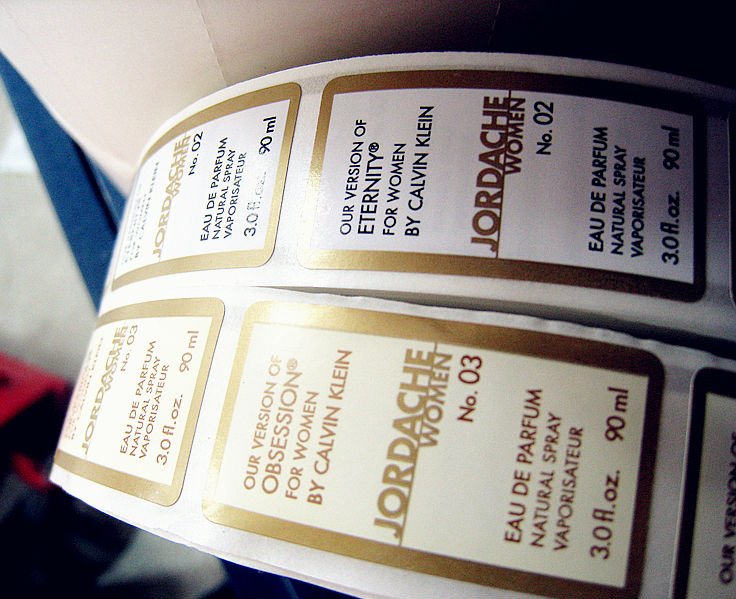 JORDACHE
WOMEN
No. 02
EAU DE PARFUM
NATURAL SPRAY
VAPORISATEUR
3.0 fl. oz. 90 ml
OUR VERSION OF
ETERNITY®
FOR WOMEN
BY CALVIN KLEIN
JORDACHE
WOMEN
No. 02
EAU DE PARFUM
NATURAL SPRAY
VAPORISATEUR
3.0 fl. oz. 90 ml
JORDACHE
WOMEN
No. 03
EAU DE PARFUM
NATURAL SPRAY
VAPORISATEUR
3.0 fl. oz. 90 ml
OUR VERSION OF
OBSESSION®
FOR WOMEN
BY CALVIN KLEIN
JORDACHE
WOMEN
No. 03
EAU DE PARFUM
NATURAL SPRAY
VAPORISATEUR
3.0 fl. oz. 90 ml
OUR VERSION OF